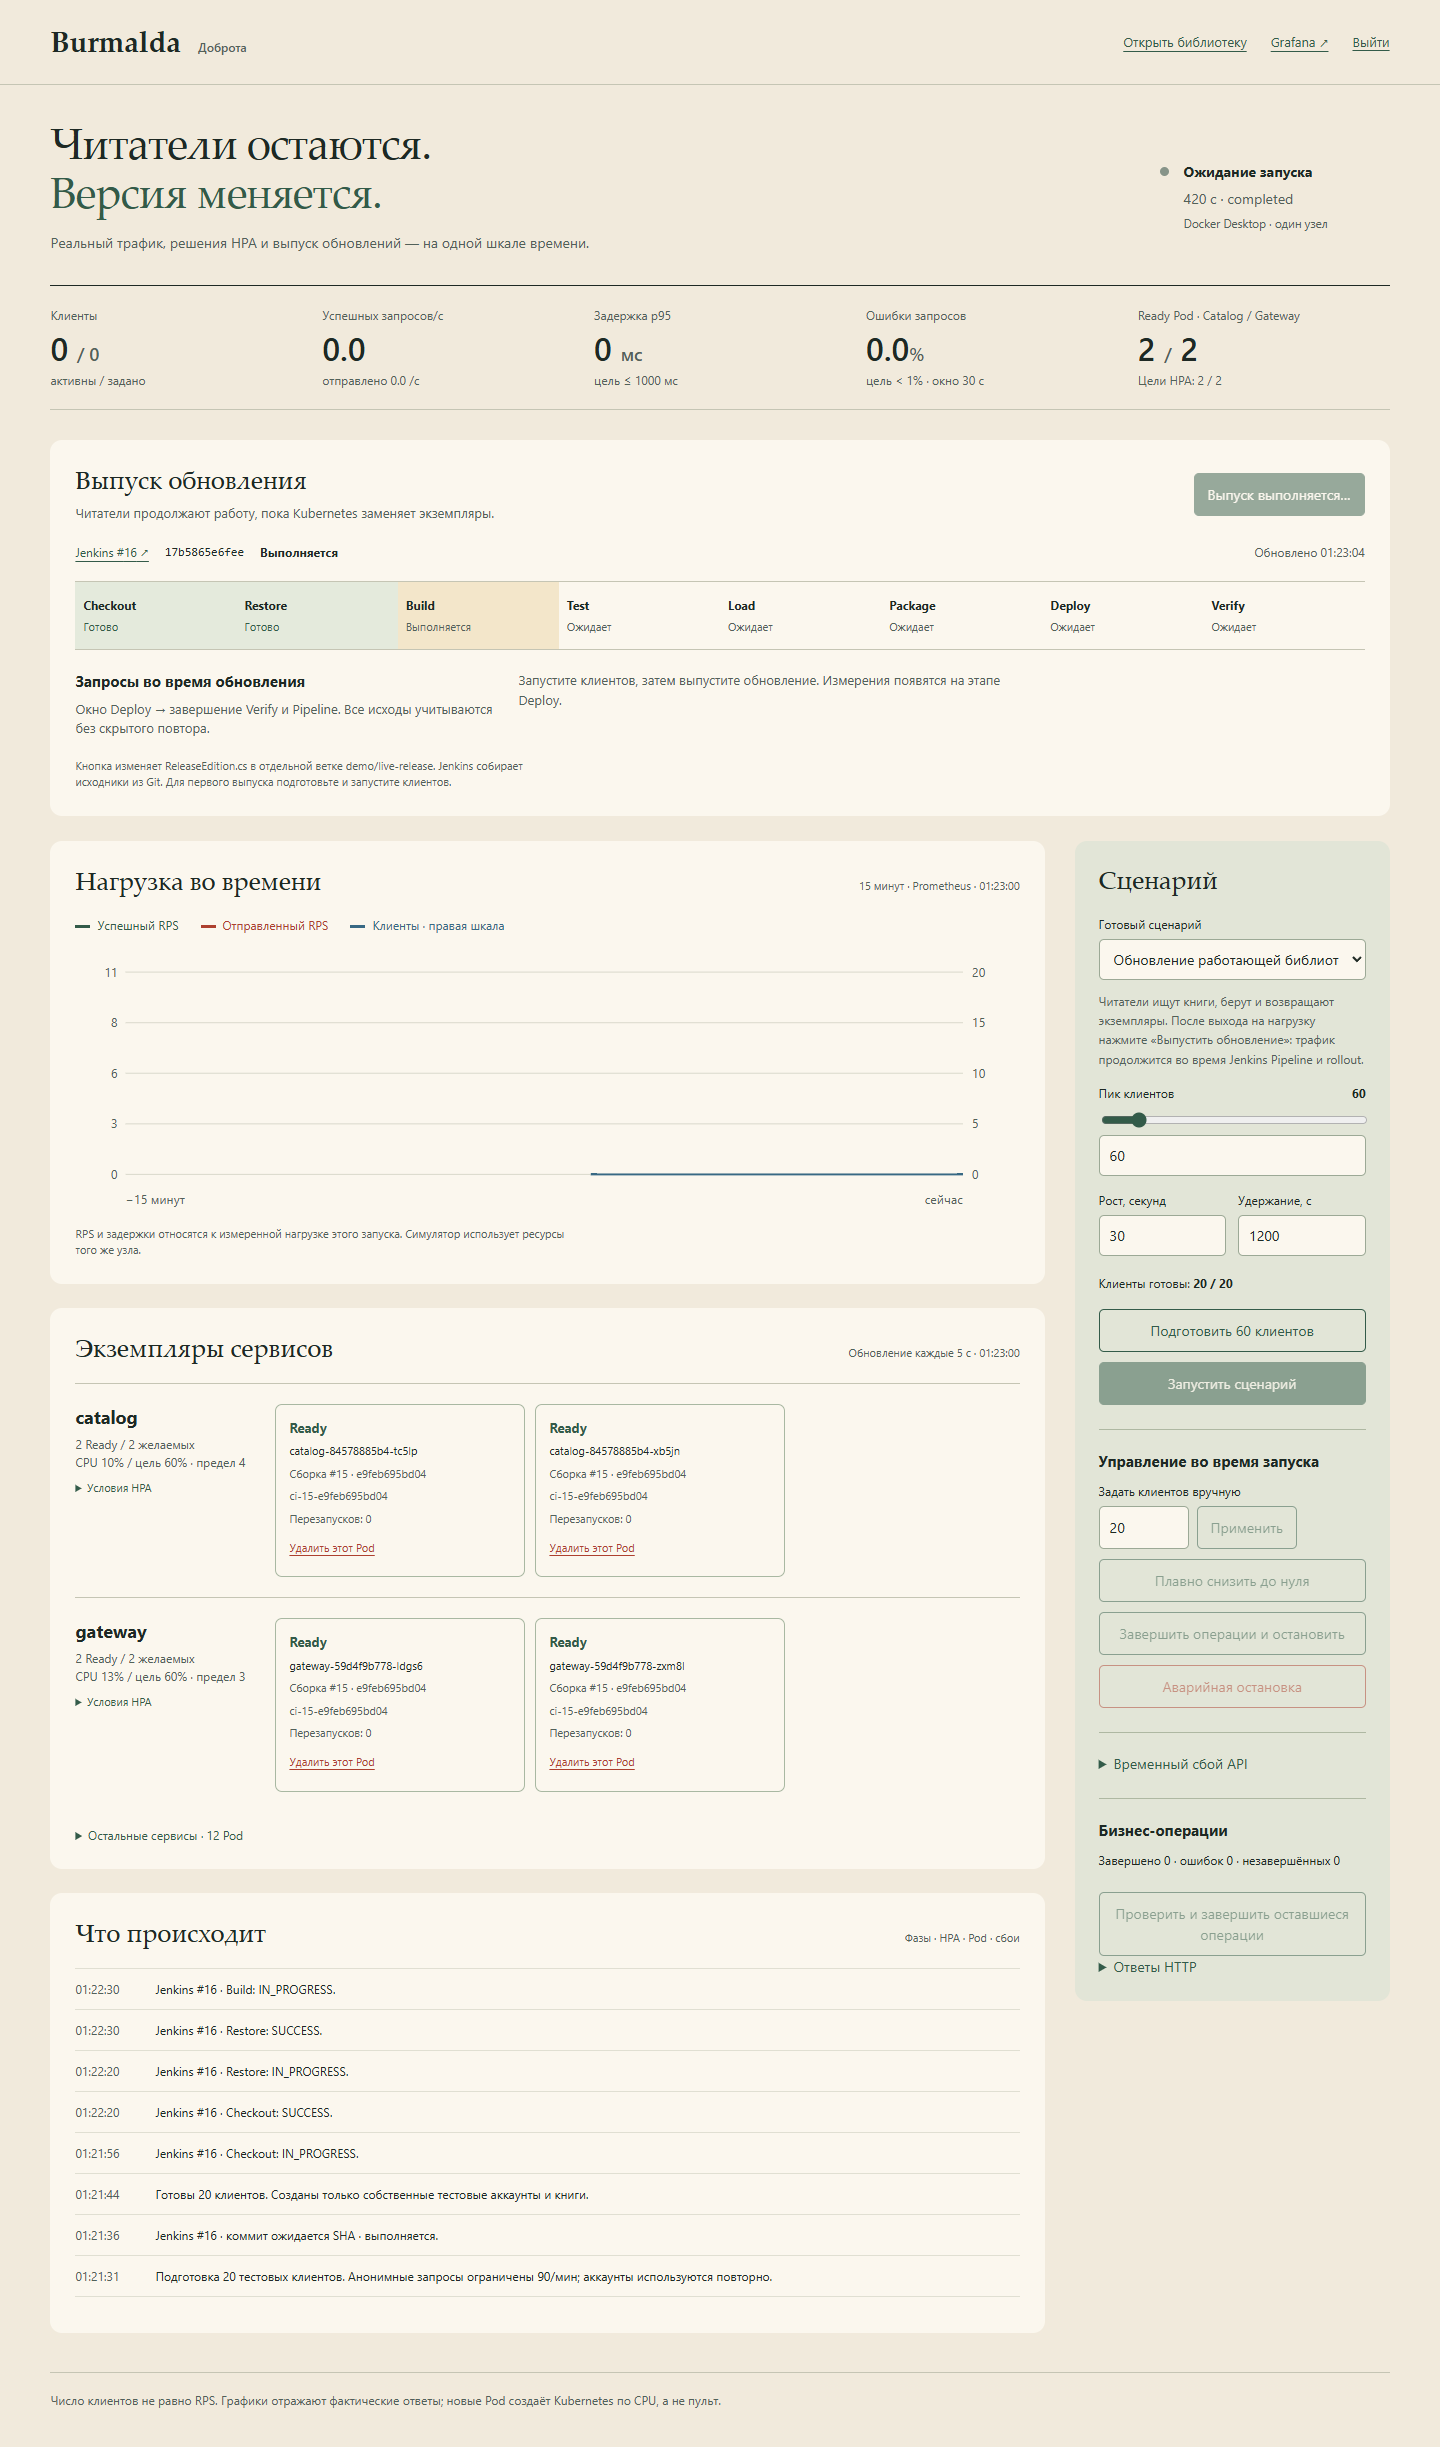 Burmalda Доброта
Открыть библиотеку Grafana ↗ Выйти
Читатели остаются.
Версия меняется.
Реальный трафик, решения HPA и выпуск обновлений — на одной шкале времени.
Ожидание запуска
420 с · completed
Docker Desktop · один узел
Клиенты
0 / 0
активны / задано
Успешных запросов/с
0.0
отправлено 0.0 /с
Задержка p95
0 мс
цель ≤ 1000 мс
Ошибки запросов
0.0%
цель < 1% · окно 30 с
Ready Pod · Catalog / Gateway
2 / 2
Цели HPA: 2 / 2
Выпуск обновления
Читатели продолжают работу, пока Kubernetes заменяет экземпляры.
Выпуск выполняется...
Jenkins #16 ↗ 17b5865e6fee Выполняется
Обновлено 01:23:04
Checkout
Готово
Restore
Готово
Build
Выполняется
Test
Ожидает
Load
Ожидает
Package
Ожидает
Deploy
Ожидает
Verify
Ожидает
Запросы во время обновления
Окно Deploy → завершение Verify и Pipeline. Все исходы учитываются
без скрытого повтора.
Запустите клиентов, затем выпустите обновление. Измерения появятся на этапе
Deploy.
Кнопка изменяет ReleaseEdition.cs в отдельной ветке demo/live-release. Jenkins собирает
исходники из Git. Для первого выпуска подготовьте и запустите клиентов.
Нагрузка во времени
15 минут · Prometheus · 01:23:00
Успешный RPS Отправленный RPS Клиенты · правая шкала
11 20
8 15
6 10
3 5
0 0
−15 минут сейчас
RPS и задержки относятся к измеренной нагрузке этого запуска. Симулятор использует ресурсы
того же узла.
Экземпляры сервисов
Обновление каждые 5 с · 01:23:00
catalog
2 Ready / 2 желаемых
CPU 10% / цель 60% · предел 4
▶ Условия HPA
Ready
catalog-84578885b4-tc5lp
Сборка #15 · e9feb695bd04
ci-15-e9feb695bd04
Перезапусков: 0
Удалить этот Pod
Ready
catalog-84578885b4-xb5jn
Сборка #15 · e9feb695bd04
ci-15-e9feb695bd04
Перезапусков: 0
Удалить этот Pod
gateway
2 Ready / 2 желаемых
CPU 13% / цель 60% · предел 3
▶ Условия HPA
Ready
gateway-59d4f9b778-ldgs6
Сборка #15 · e9feb695bd04
ci-15-e9feb695bd04
Перезапусков: 0
Удалить этот Pod
Ready
gateway-59d4f9b778-zxm8l
Сборка #15 · e9feb695bd04
ci-15-e9feb695bd04
Перезапусков: 0
Удалить этот Pod
▶ Остальные сервисы · 12 Pod
Что происходит
Фазы · HPA · Pod · сбои
01:22:30 Jenkins #16 · Build: IN_PROGRESS.
01:22:30 Jenkins #16 · Restore: SUCCESS.
01:22:20 Jenkins #16 · Restore: IN_PROGRESS.
01:22:20 Jenkins #16 · Checkout: SUCCESS.
01:21:56 Jenkins #16 · Checkout: IN_PROGRESS.
01:21:44 Готовы 20 клиентов. Созданы только собственные тестовые аккаунты и книги.
01:21:36 Jenkins #16 · коммит ожидается SHA · выполняется.
01:21:31 Подготовка 20 тестовых клиентов. Анонимные запросы ограничены 90/мин; аккаунты используются повторно.
Сценарий
Готовый сценарий
Обновление работающей библиот
Читатели ищут книги, берут и возвращают
экземпляры. После выхода на нагрузку
нажмите «Выпустить обновление»: трафик
продолжится во время Jenkins Pipeline и rollout.
Пик клиентов 60
60
Рост, секунд Удержание, с
30 1200
Клиенты готовы: 20 / 20
Подготовить 60 клиентов
Запустить сценарий
Управление во время запуска
Задать клиентов вручную
20 Применить
Плавно снизить до нуля
Завершить операции и остановить
Аварийная остановка
▶ Временный сбой API
Бизнес-операции
Завершено 0 · ошибок 0 · незавершённых 0
Проверить и завершить оставшиеся
операции
▶ Ответы HTTP
Число клиентов не равно RPS. Графики отражают фактические ответы; новые Pod создаёт Kubernetes по CPU, а не пульт.